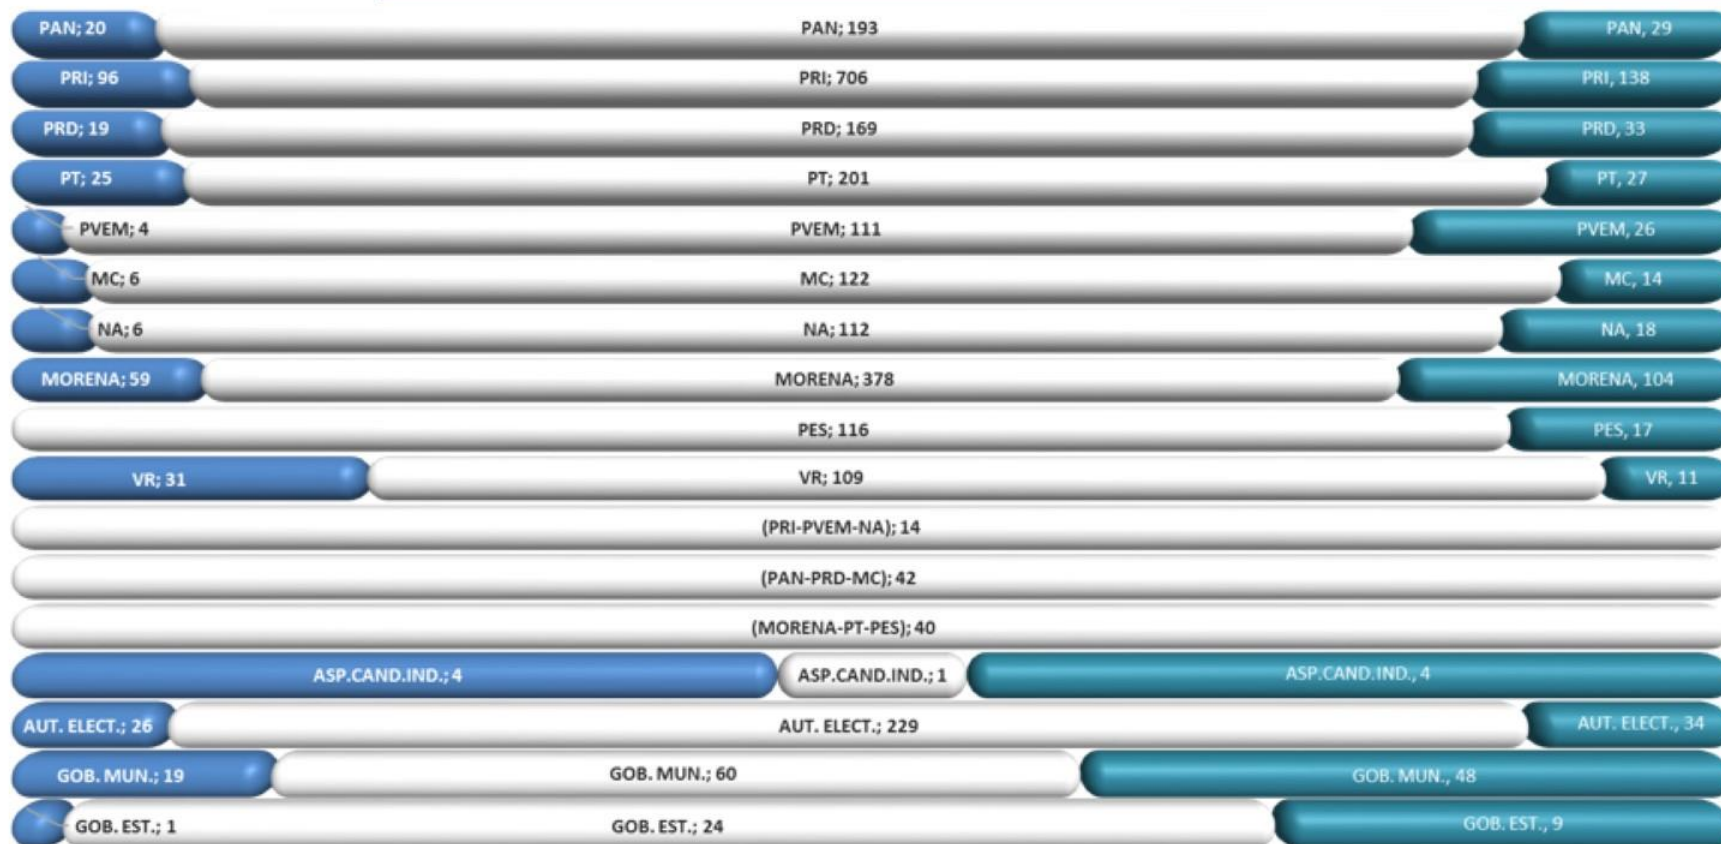 PAN; 20 PAN; 193 PAN, 29
PRI; 96 PRI; 706 PRI, 138
PRD; 19 PRD; 169 PRD, 33
PT; 25 PT; 201 PT, 27
PVEM; 4 PVEM; 111 PVEM, 26
MC; 6 MC; 122 MC, 14
NA; 6 NA; 112 NA, 18
MORENA; 59 MORENA; 378 MORENA, 104
PES; 116 PES, 17
VR; 31 VR; 109 VR, 11
(PRI-PVEM-NA); 14
(PAN-PRD-MC); 42
(MORENA-PT-PES); 40
ASP.CAND.IND.; 4 ASP.CAND.IND.; 1 ASP.CAND.IND., 4
AUT. ELECT.; 26 AUT. ELECT.; 229 AUT. ELECT., 34
GOB. MUN.; 19 GOB. MUN.; 60 GOB. MUN., 48
GOB. EST.; 1 GOB. EST.; 24 GOB. EST., 9